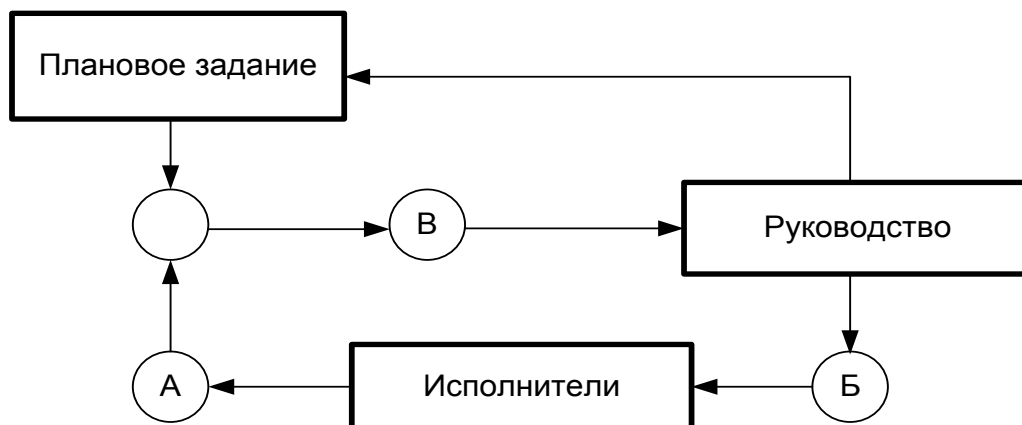 Плановое задание
В
Руководство
А
Исполнители
Б